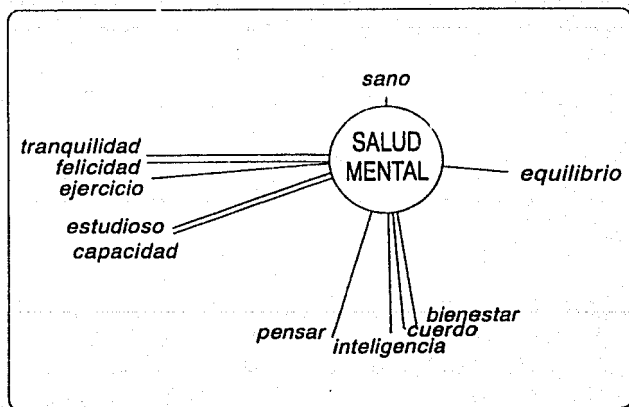 sano
SALUD
MENTAL
tranquilidad
felicidad
ejercicio
equilibrio
estudioso
capacidad
bienestar
cuerdo
pensar
inteligencia